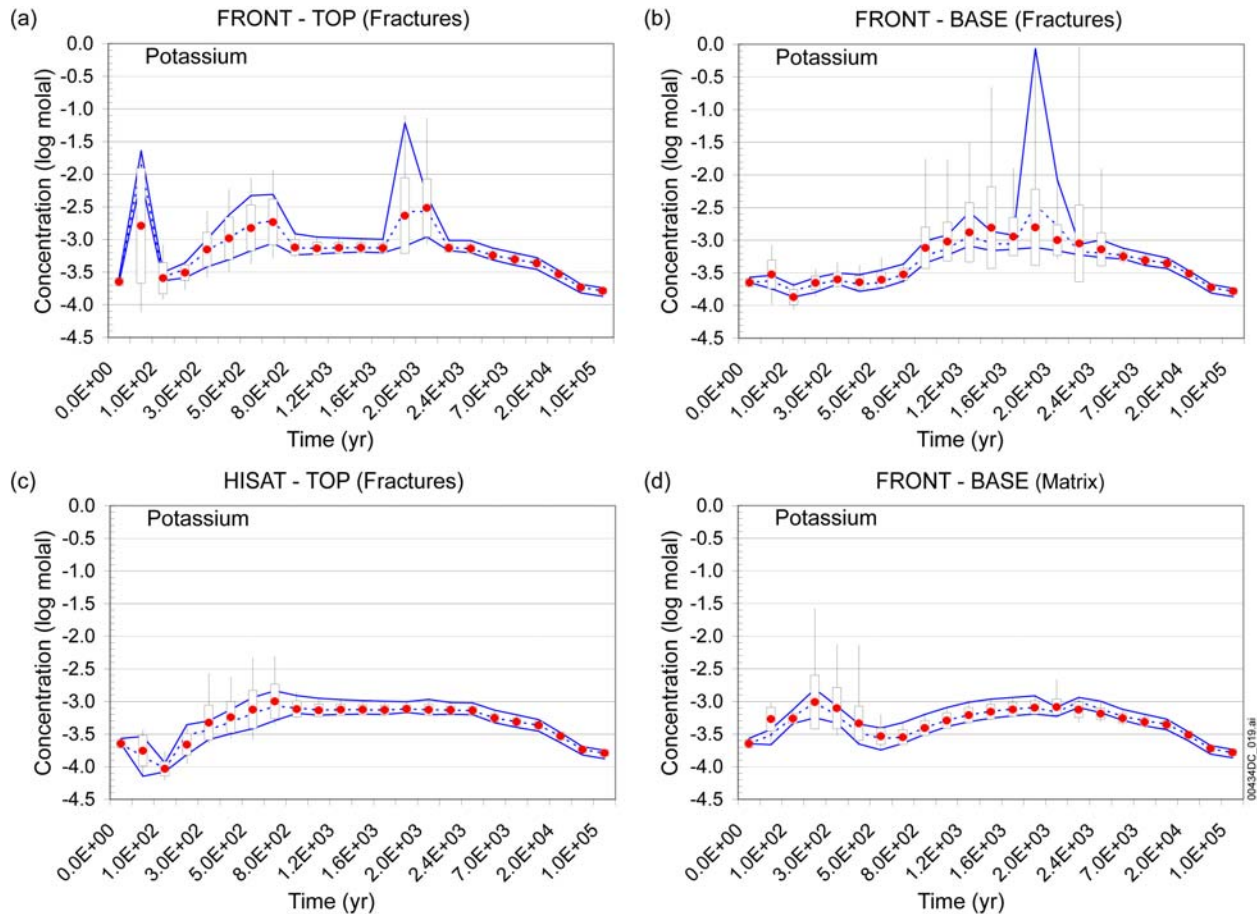 (a) FRONT - TOP (Fractures)
Potassium
Concentration (log molal)
0.0
-0.5
-1.0
-1.5
-2.0
-2.5
-3.0
-3.5
-4.0
-4.5
0.0E+00 1.0E+02 3.0E+02 5.0E+02 8.0E+02 1.2E+03 1.6E+03 2.0E+03 2.4E+03 7.0E+03 2.0E+04 1.0E+05
Time (yr)
(b) FRONT - BASE (Fractures)
Potassium
Concentration (log molal)
0.0
-0.5
-1.0
-1.5
-2.0
-2.5
-3.0
-3.5
-4.0
-4.5
0.0E+00 1.0E+02 3.0E+02 5.0E+02 8.0E+02 1.2E+03 1.6E+03 2.0E+03 2.4E+03 7.0E+03 2.0E+04 1.0E+05
Time (yr)
(c) HISAT - TOP (Fractures)
Potassium
Concentration (log molal)
0.0
-0.5
-1.0
-1.5
-2.0
-2.5
-3.0
-3.5
-4.0
-4.5
0.0E+00 1.0E+02 3.0E+02 5.0E+02 8.0E+02 1.2E+03 1.6E+03 2.0E+03 2.4E+03 7.0E+03 2.0E+04 1.0E+05
Time (yr)
(d) FRONT - BASE (Matrix)
Potassium
Concentration (log molal)
0.0
-0.5
-1.0
-1.5
-2.0
-2.5
-3.0
-3.5
-4.0
-4.5
0.0E+00 1.0E+02 3.0E+02 5.0E+02 8.0E+02 1.2E+03 1.6E+03 2.0E+03 2.4E+03 7.0E+03 2.0E+04 1.0E+05
Time (yr)
00434DC_019.ai